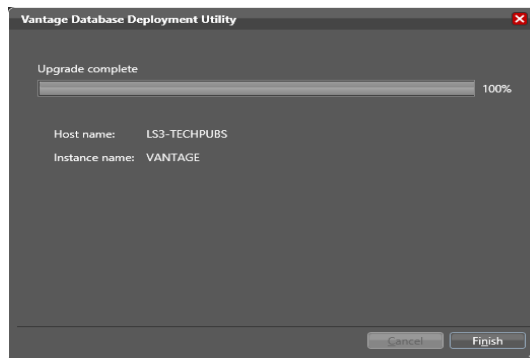 Vantage Database Deployment Utility
Upgrade complete
100%
Host name: LS3-TECHPUBS
Instance name: VANTAGE
Cancel Finish